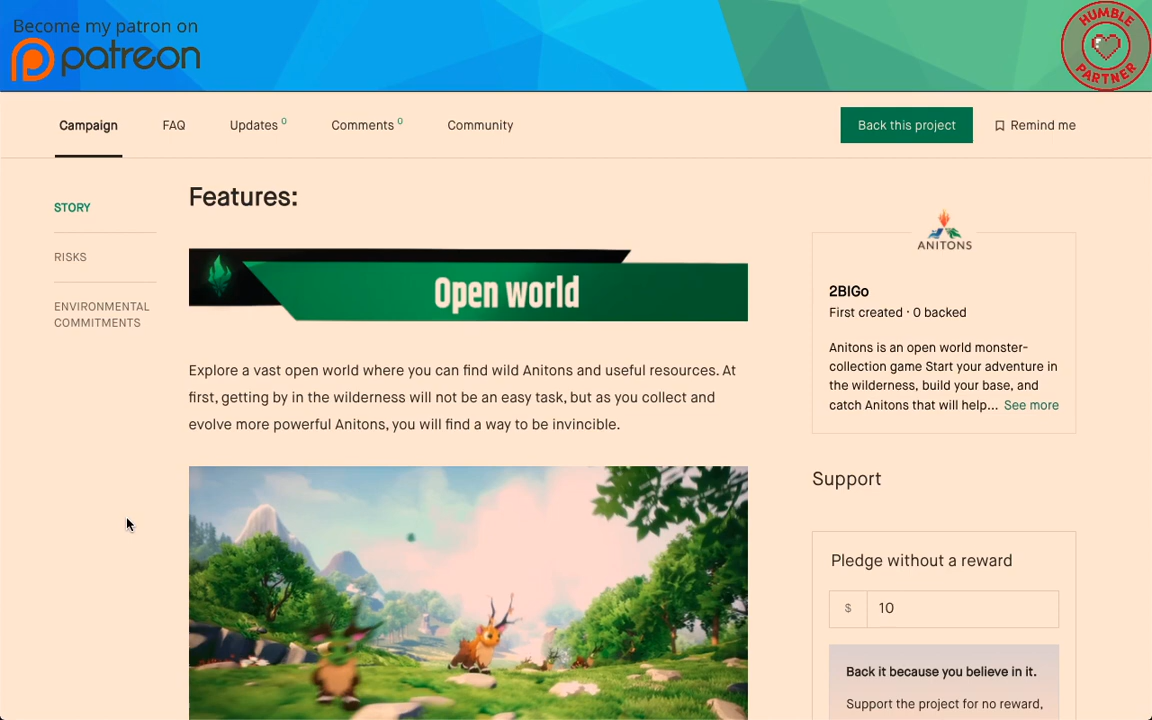 Become my patron on
patreon
HUMBLE
PARTNER
Campaign
FAQ
Updates 0
Comments 0
Community
Back this project
Remind me
STORY
RISKS
ENVIRONMENTAL
COMMITMENTS
Features:
Open world
Explore a vast open world where you can find wild Anitons and useful resources. At
first, getting by in the wilderness will not be an easy task, but as you collect and
evolve more powerful Anitons, you will find a way to be invincible.
ANITONS
2BIGo
First created · 0 backed
Anitons is an open world monster-
collection game Start your adventure in
the wilderness, build your base, and
catch Anitons that will help... See more
Support
Pledge without a reward
$ 10
Back it because you believe in it.
Support the project for no reward,